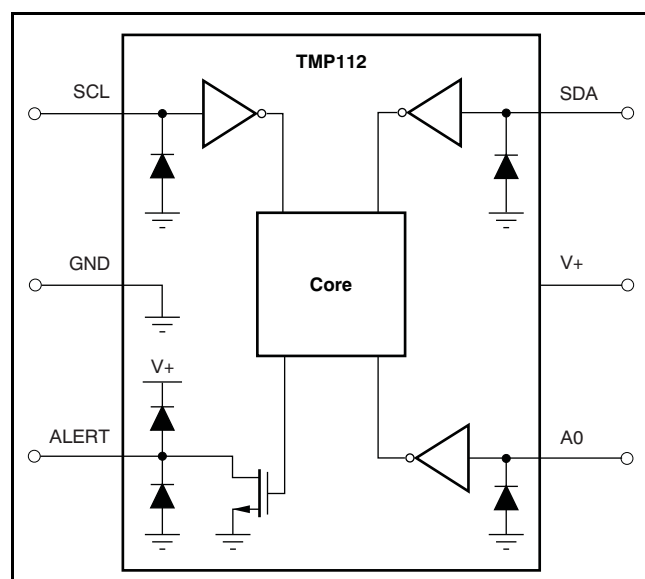 TMP112
SCL
SDA
GND
V+
Core
V+
ALERT
A0